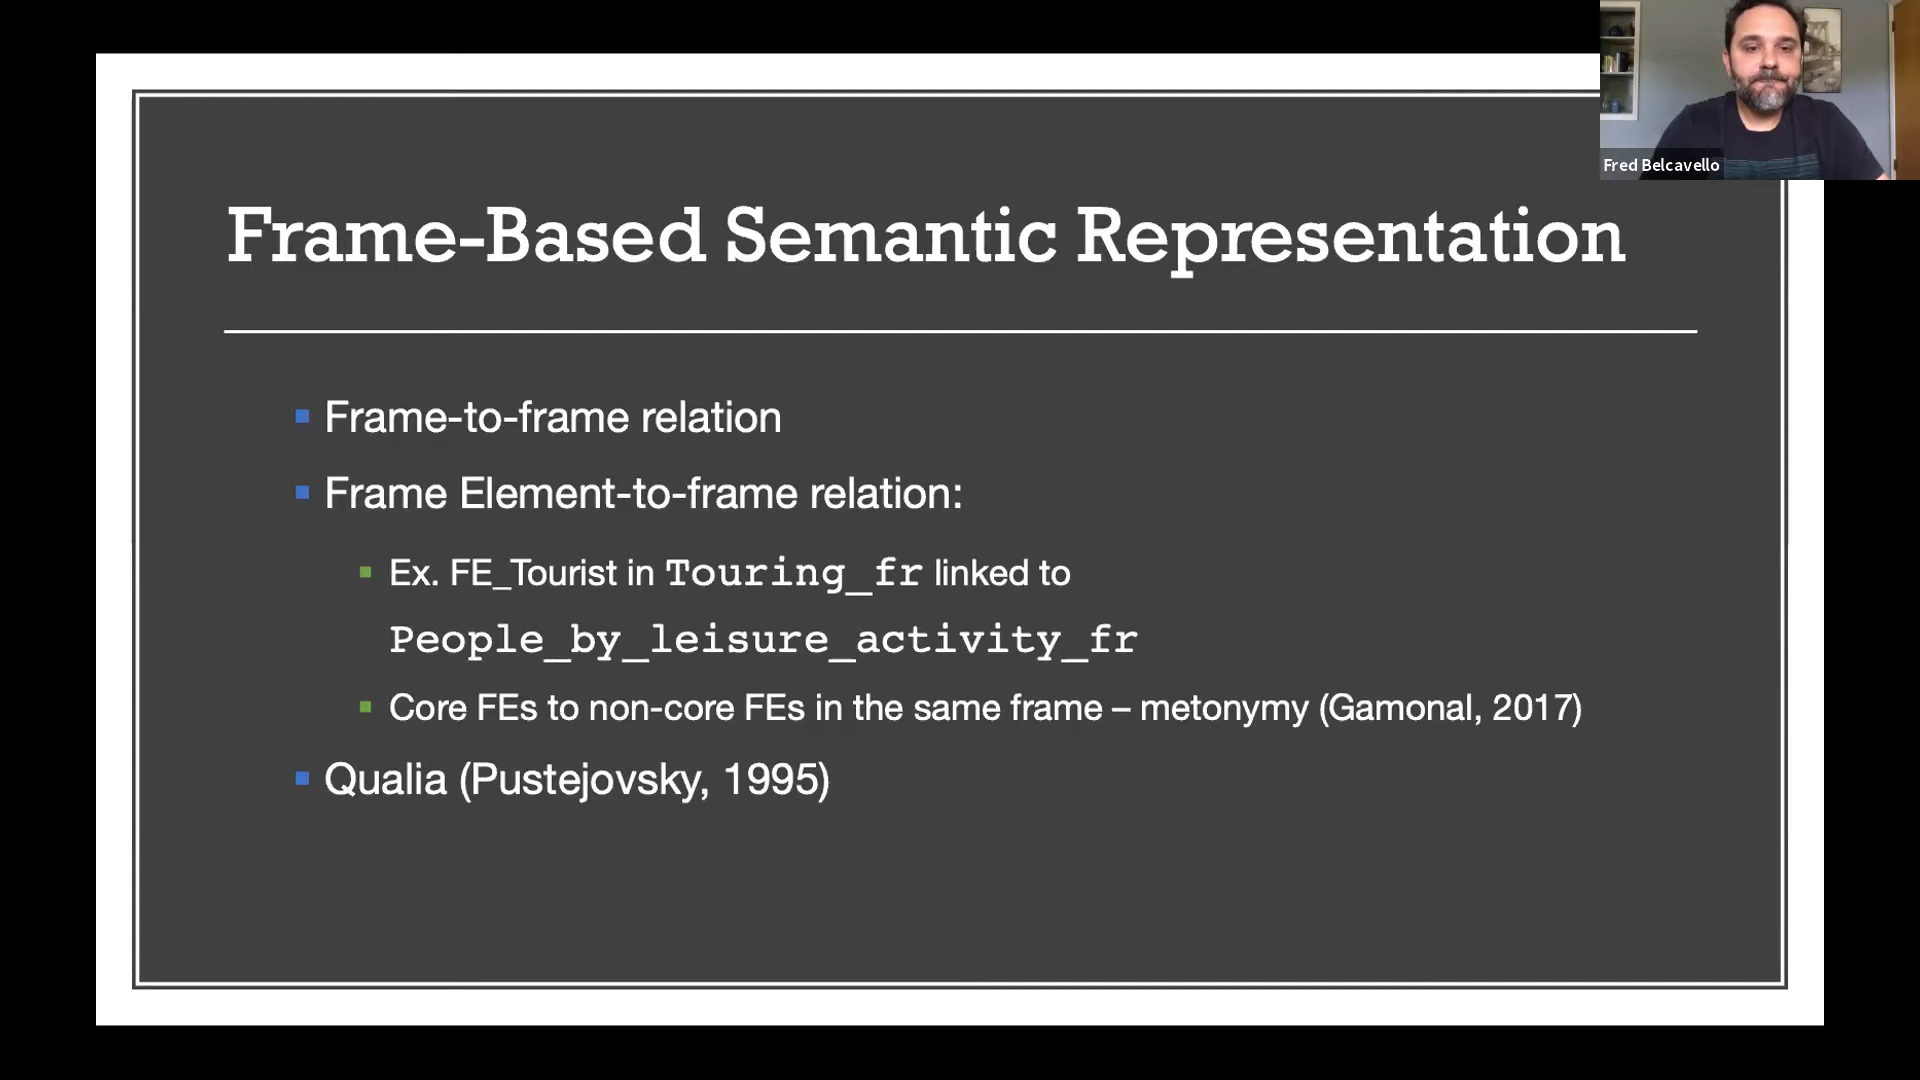 Fred Belcavello
Frame-Based Semantic Representation
Frame-to-frame relation
Frame Element-to-frame relation:
Ex. FE_Tourist in Touring_fr linked to
People_by_leisure_activity_fr
Core FEs to non-core FEs in the same frame – metonymy (Gamonal, 2017)
Qualia (Pustejovsky, 1995)